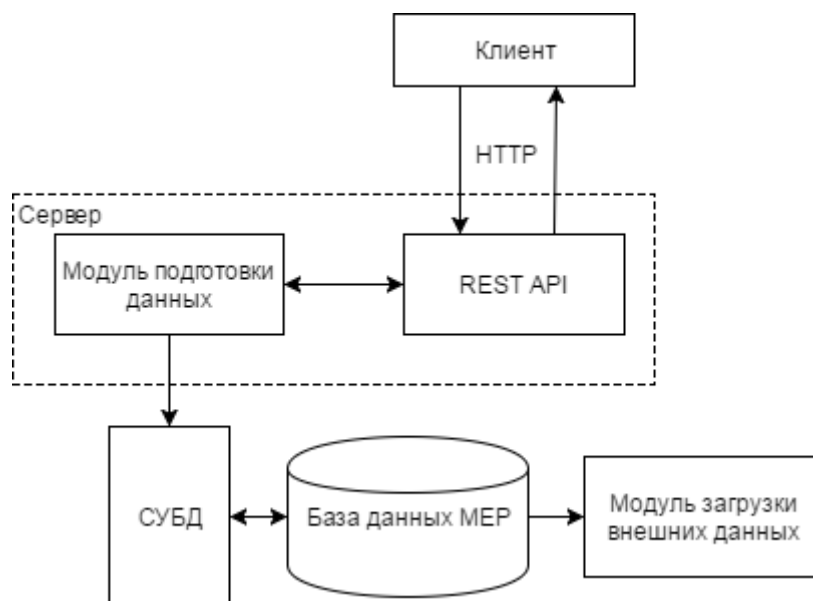 Клиент
HTTP
Сервер
Модуль подготовки
данных
REST API
СУБД
База данных МЕР
Модуль загрузки
внешних данных